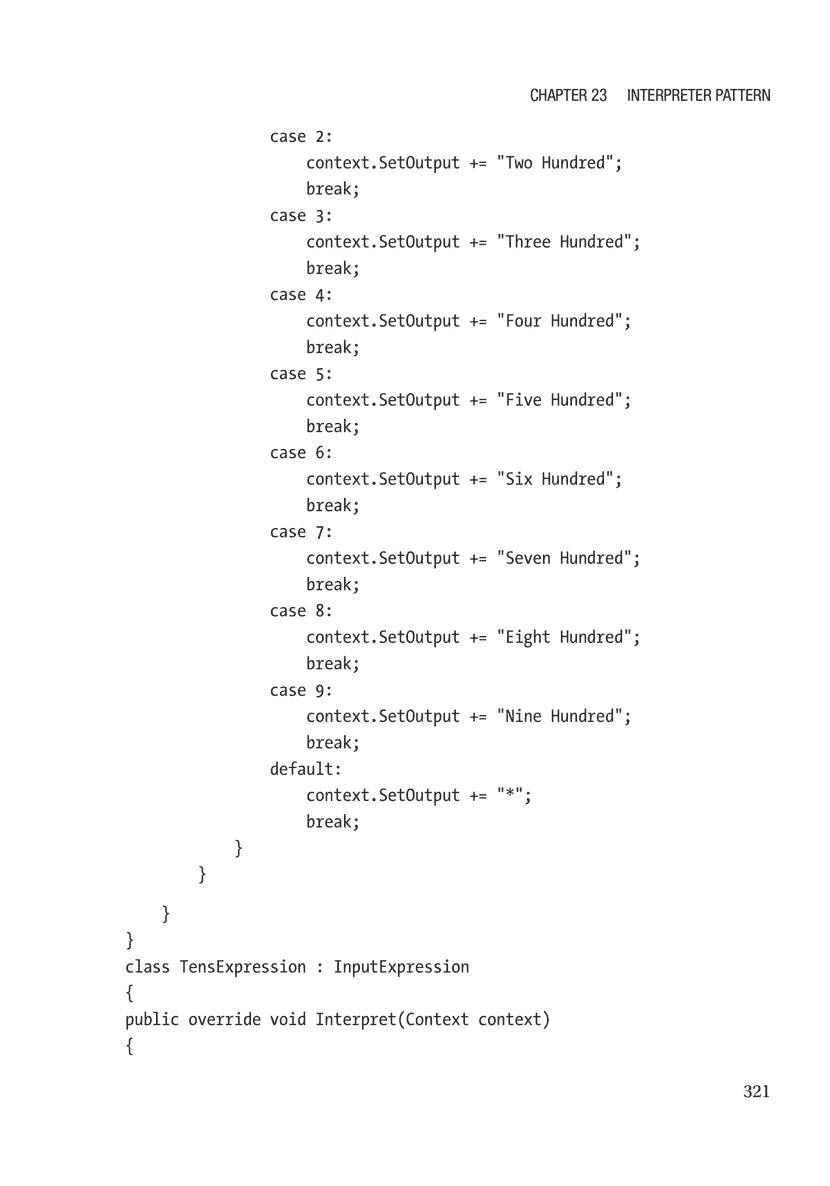 CHAPTER 23 INTERPRETER PATTERN
case 2:
context.SetOutput += "Two Hundred";
break;
case 3:
context.SetOutput += "Three Hundred";
break;
case 4:
context.SetOutput += "Four Hundred";
break;
case 5:
context.SetOutput += "Five Hundred";
break;
case 6:
context.SetOutput += "Six Hundred";
break;
case 7:
context.SetOutput += "Seven Hundred";
break;
case 8:
context.SetOutput += "Eight Hundred";
break;
case 9:
context.SetOutput += "Nine Hundred";
break;
default:
context.SetOutput += "*";
break;
}
}
}
}
class TensExpression : InputExpression
{
public override void Interpret(Context context)
{
321